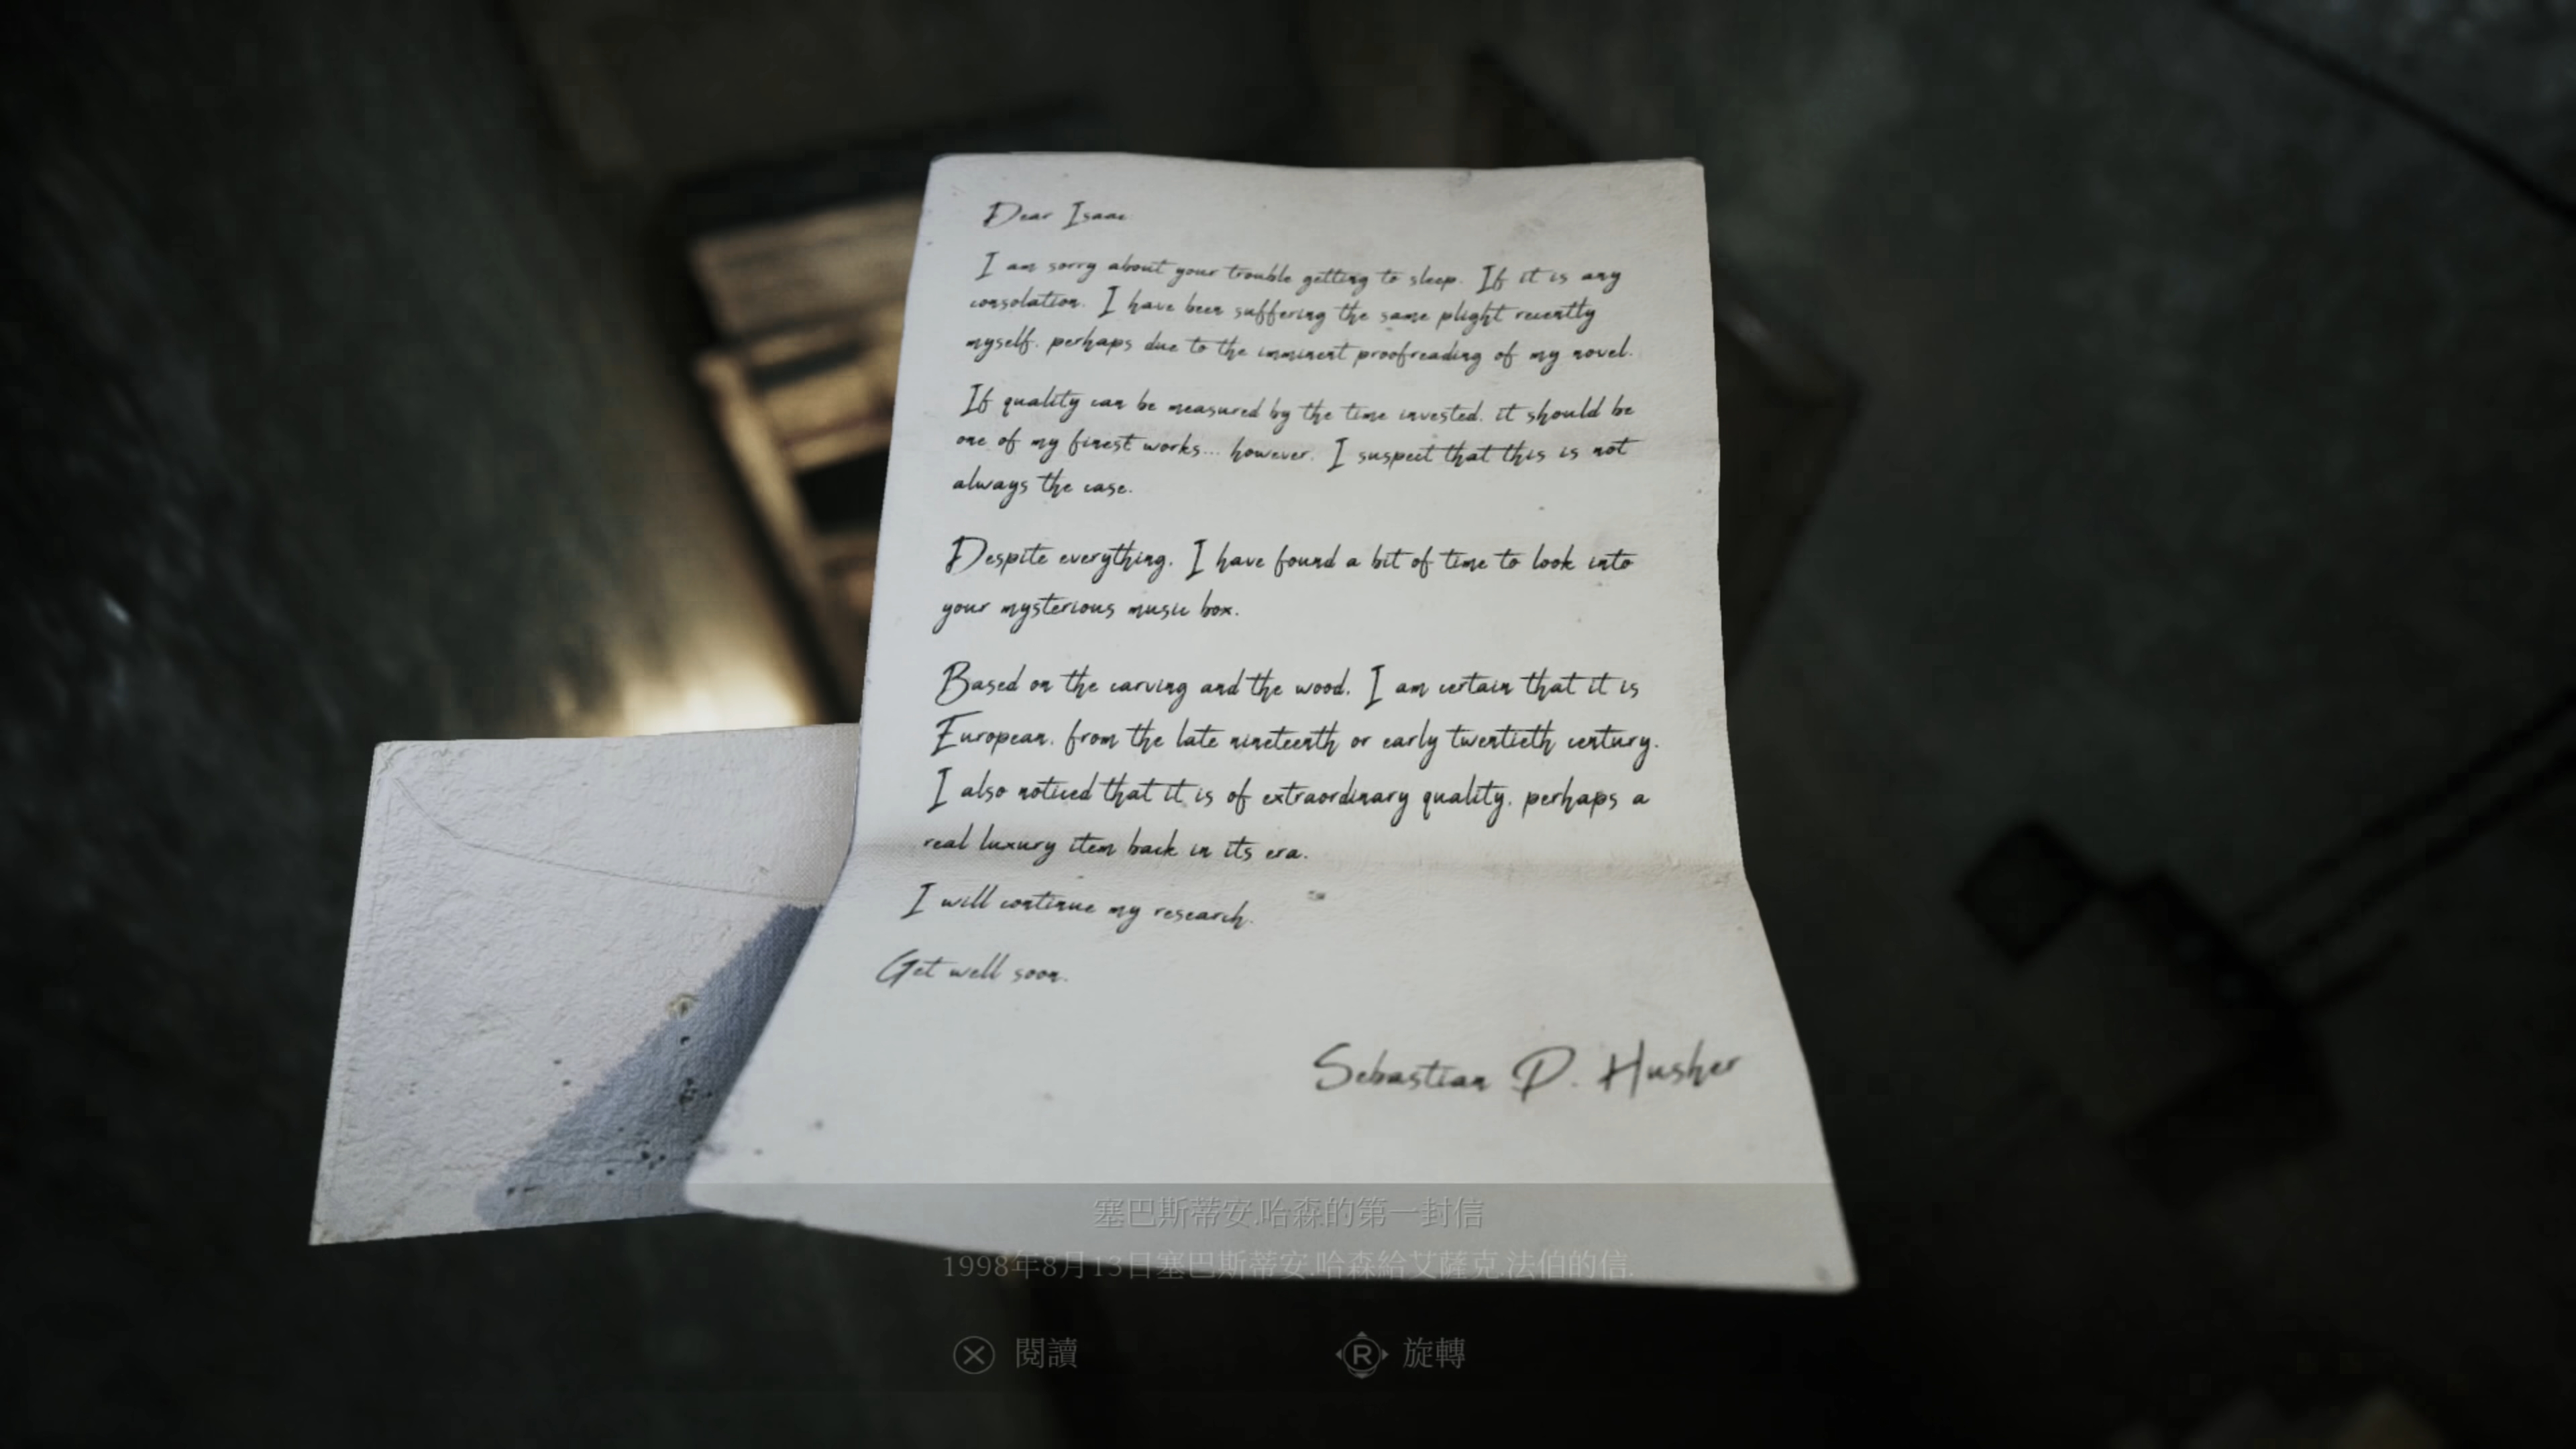 Dear Isaac
I am sorry about your trouble getting to sleep. If it is any
consolation, I have been suffering the same plight recently
myself, perhaps due to the imminent proofreading of my novel.
If quality can be measured by the time invested, it should be
one of my finest works... however, I suspect that this is not
always the case.
Despite everything, I have found a bit of time to look into
your mysterious music box.
Based on the carving and the wood, I am certain that it is
European, from the late nineteenth or early twentieth century.
I also noticed that it is of extraordinary quality, perhaps a
real luxury item back in its era.
I will continue my research.
Get well soon.
Sebastian P. Husher
塞巴斯蒂安.哈森的第一封信
1998年8月13日塞巴斯蒂安.哈森給艾薩克.法伯的信.
閱讀
R 旋轉